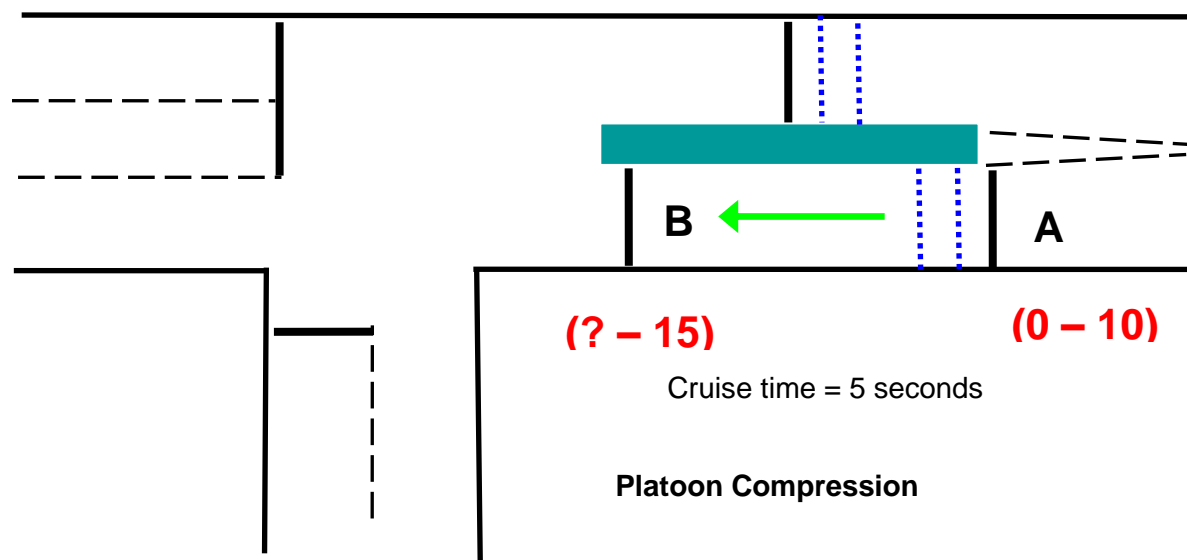 B
A
(? – 15)
(0 – 10)
Cruise time = 5 seconds
Platoon Compression